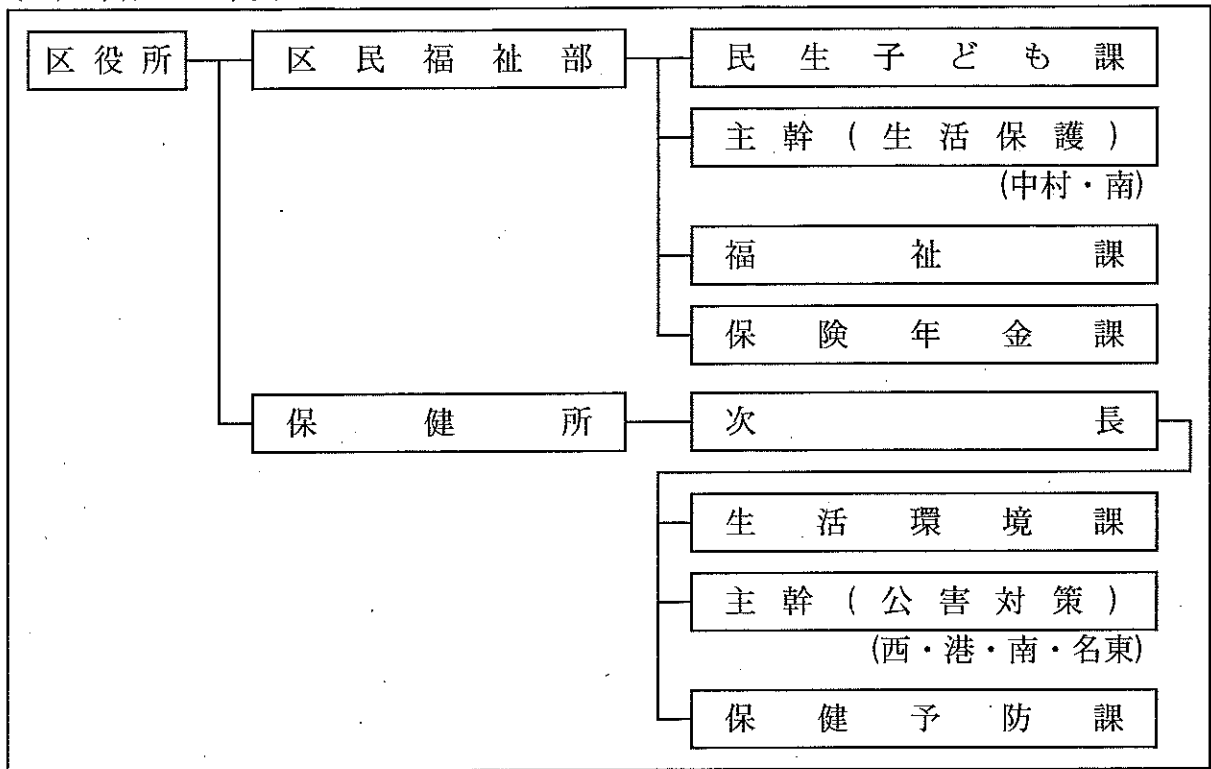 区役所
区民福祉部
民生子ども課
主幹(生活保護)
(中村・南)
福祉課
保険年金課
保健所
次長
生活環境課
主幹(公害対策)
(西・港・南・名東)
保健予防課